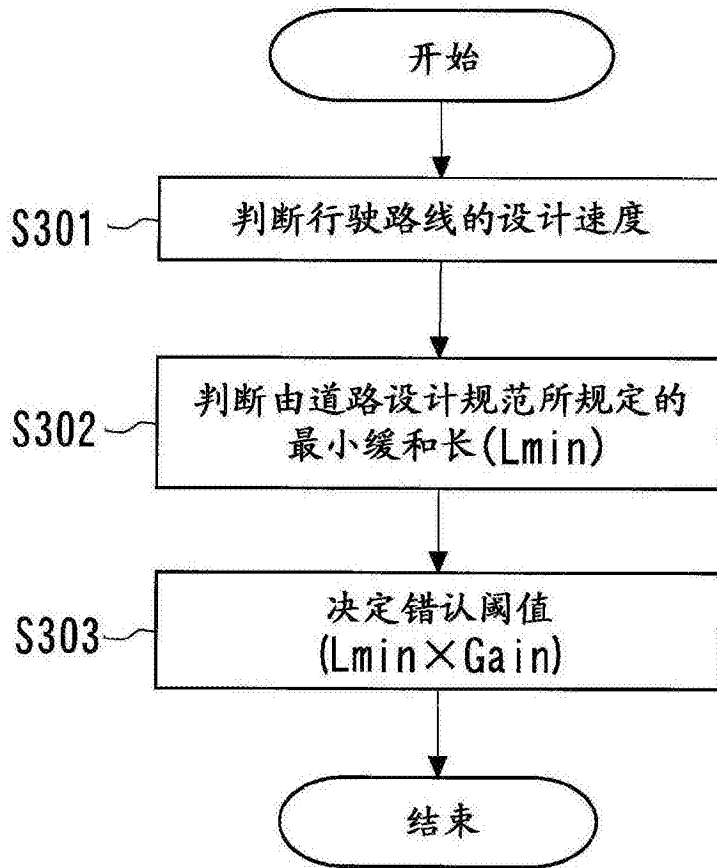 开始
S301
判断行驶路线的设计速度
S302
判断由道路设计规范所规定的
最小缓和长(Lmin)
S303
决定错认阈值
(Lmin×Gain)
结束